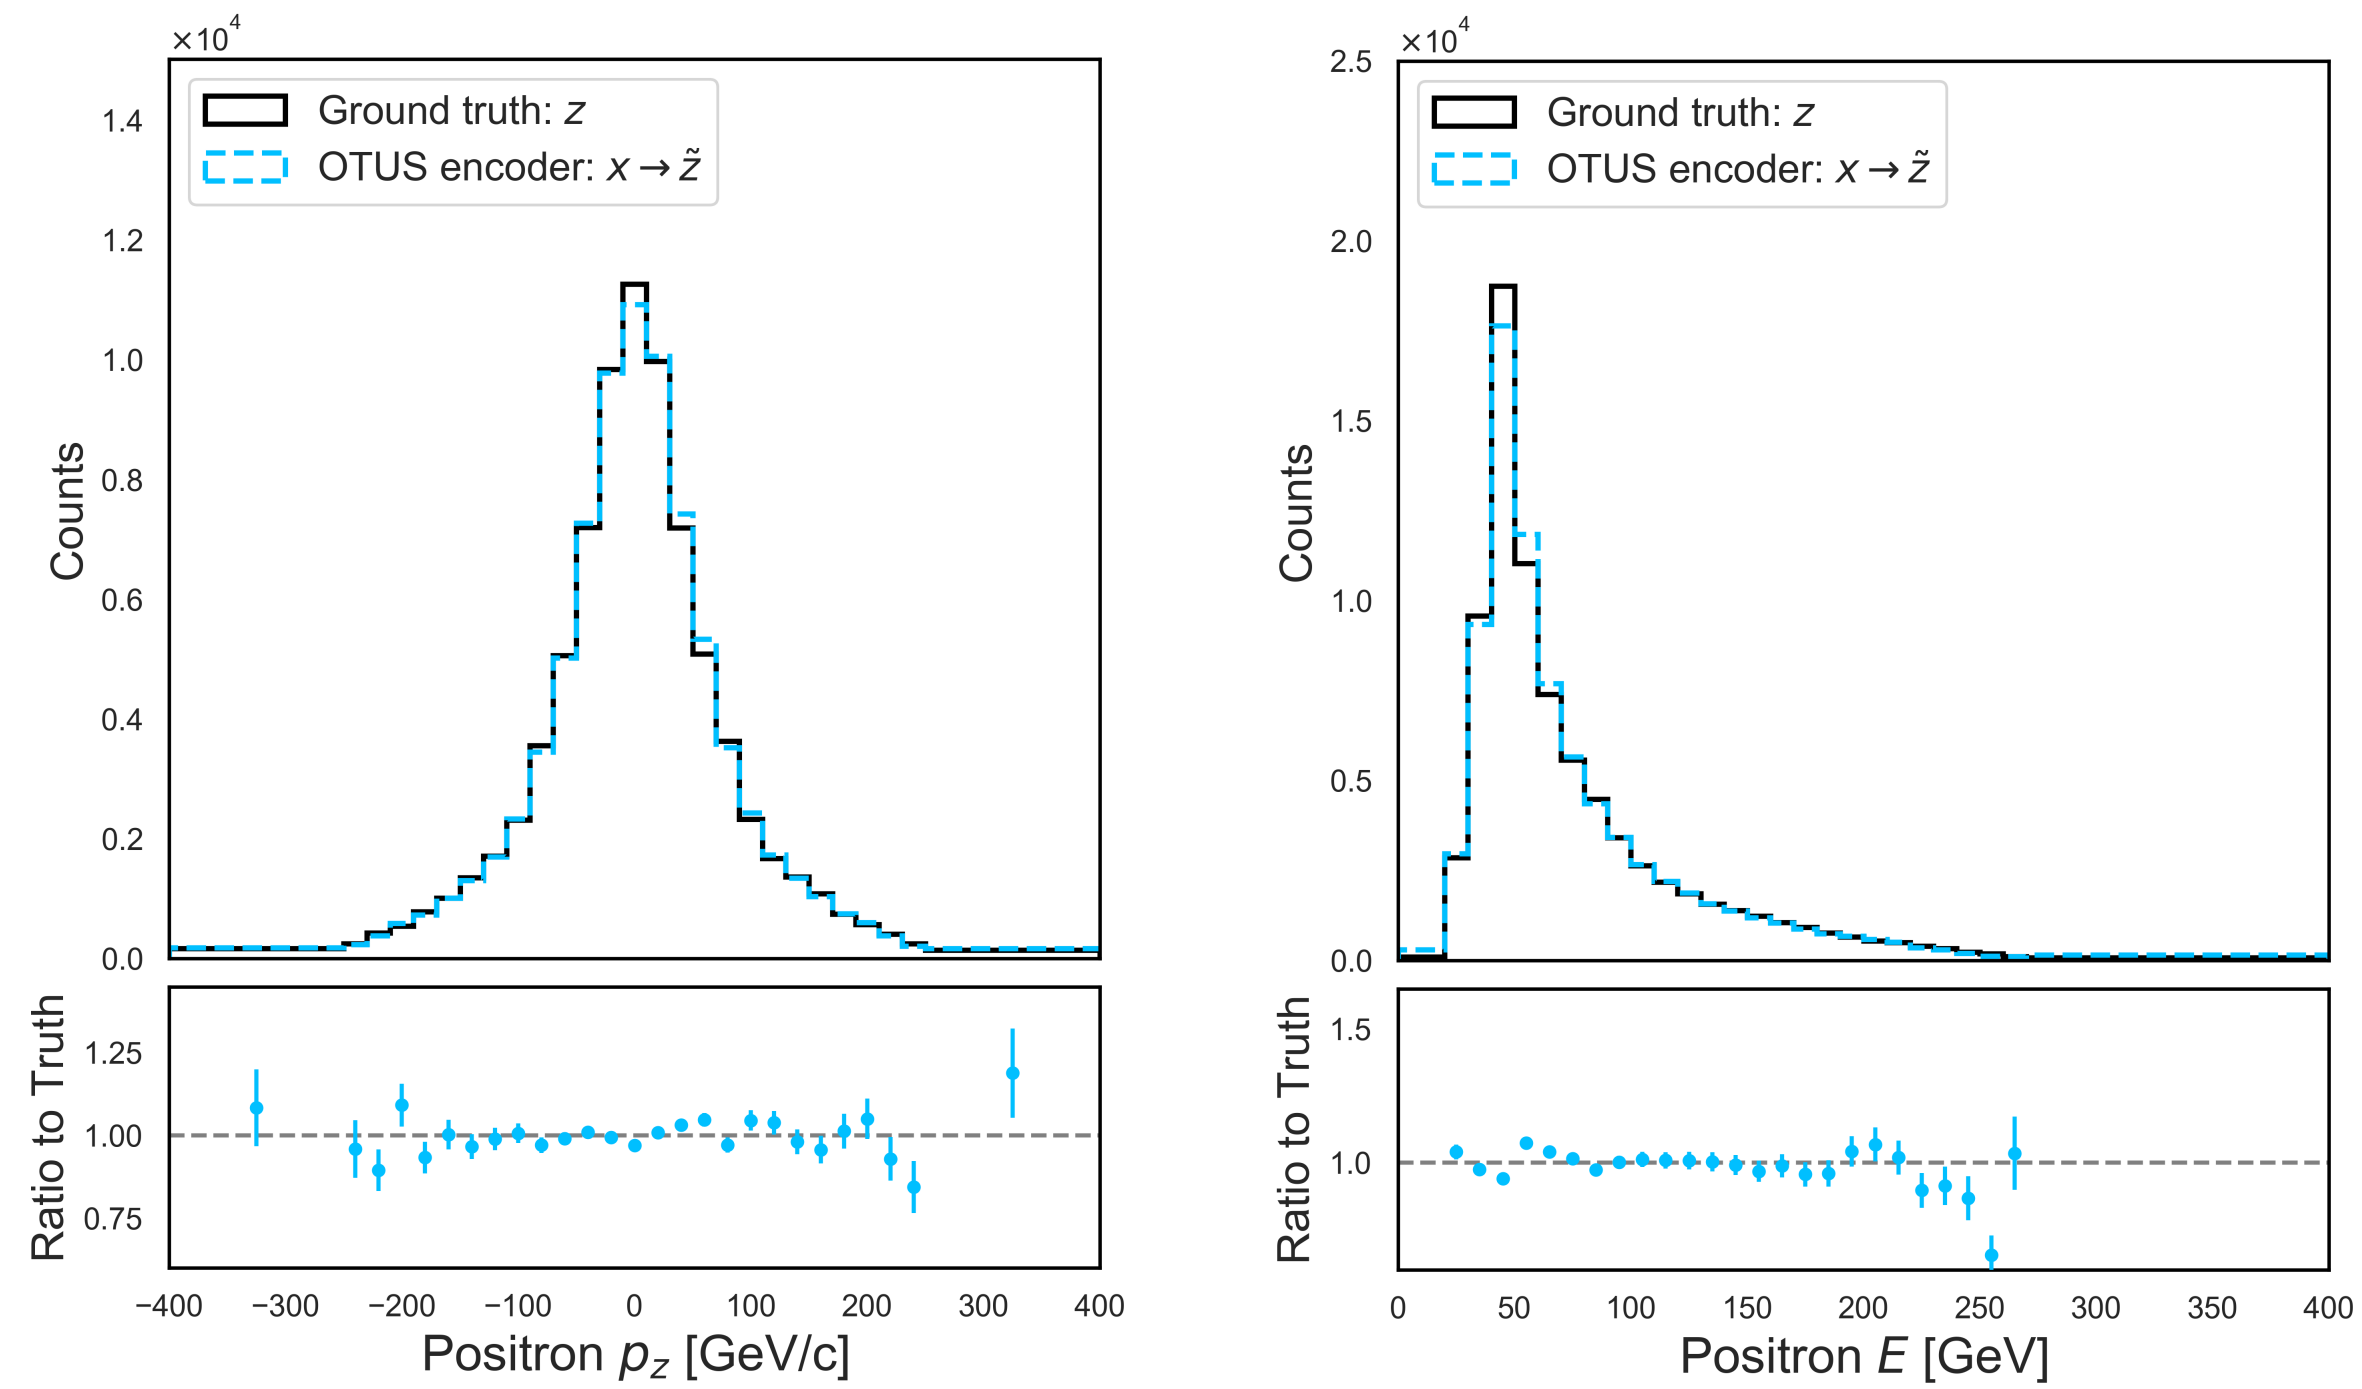 ×10⁴
1.4
1.2
1.0
0.8
0.6
0.4
0.2
0.0
Counts
Ground truth: z
OTUS encoder: x → z̃
1.25
1.00
0.75
Ratio to Truth
−400 −300 −200 −100 0 100 200 300 400
Positron p_z [GeV/c]
×10⁴
2.5
2.0
1.5
1.0
0.5
0.0
Counts
Ground truth: z
OTUS encoder: x → z̃
1.5
1.0
Ratio to Truth
0 50 100 150 200 250 300 350 400
Positron E [GeV]